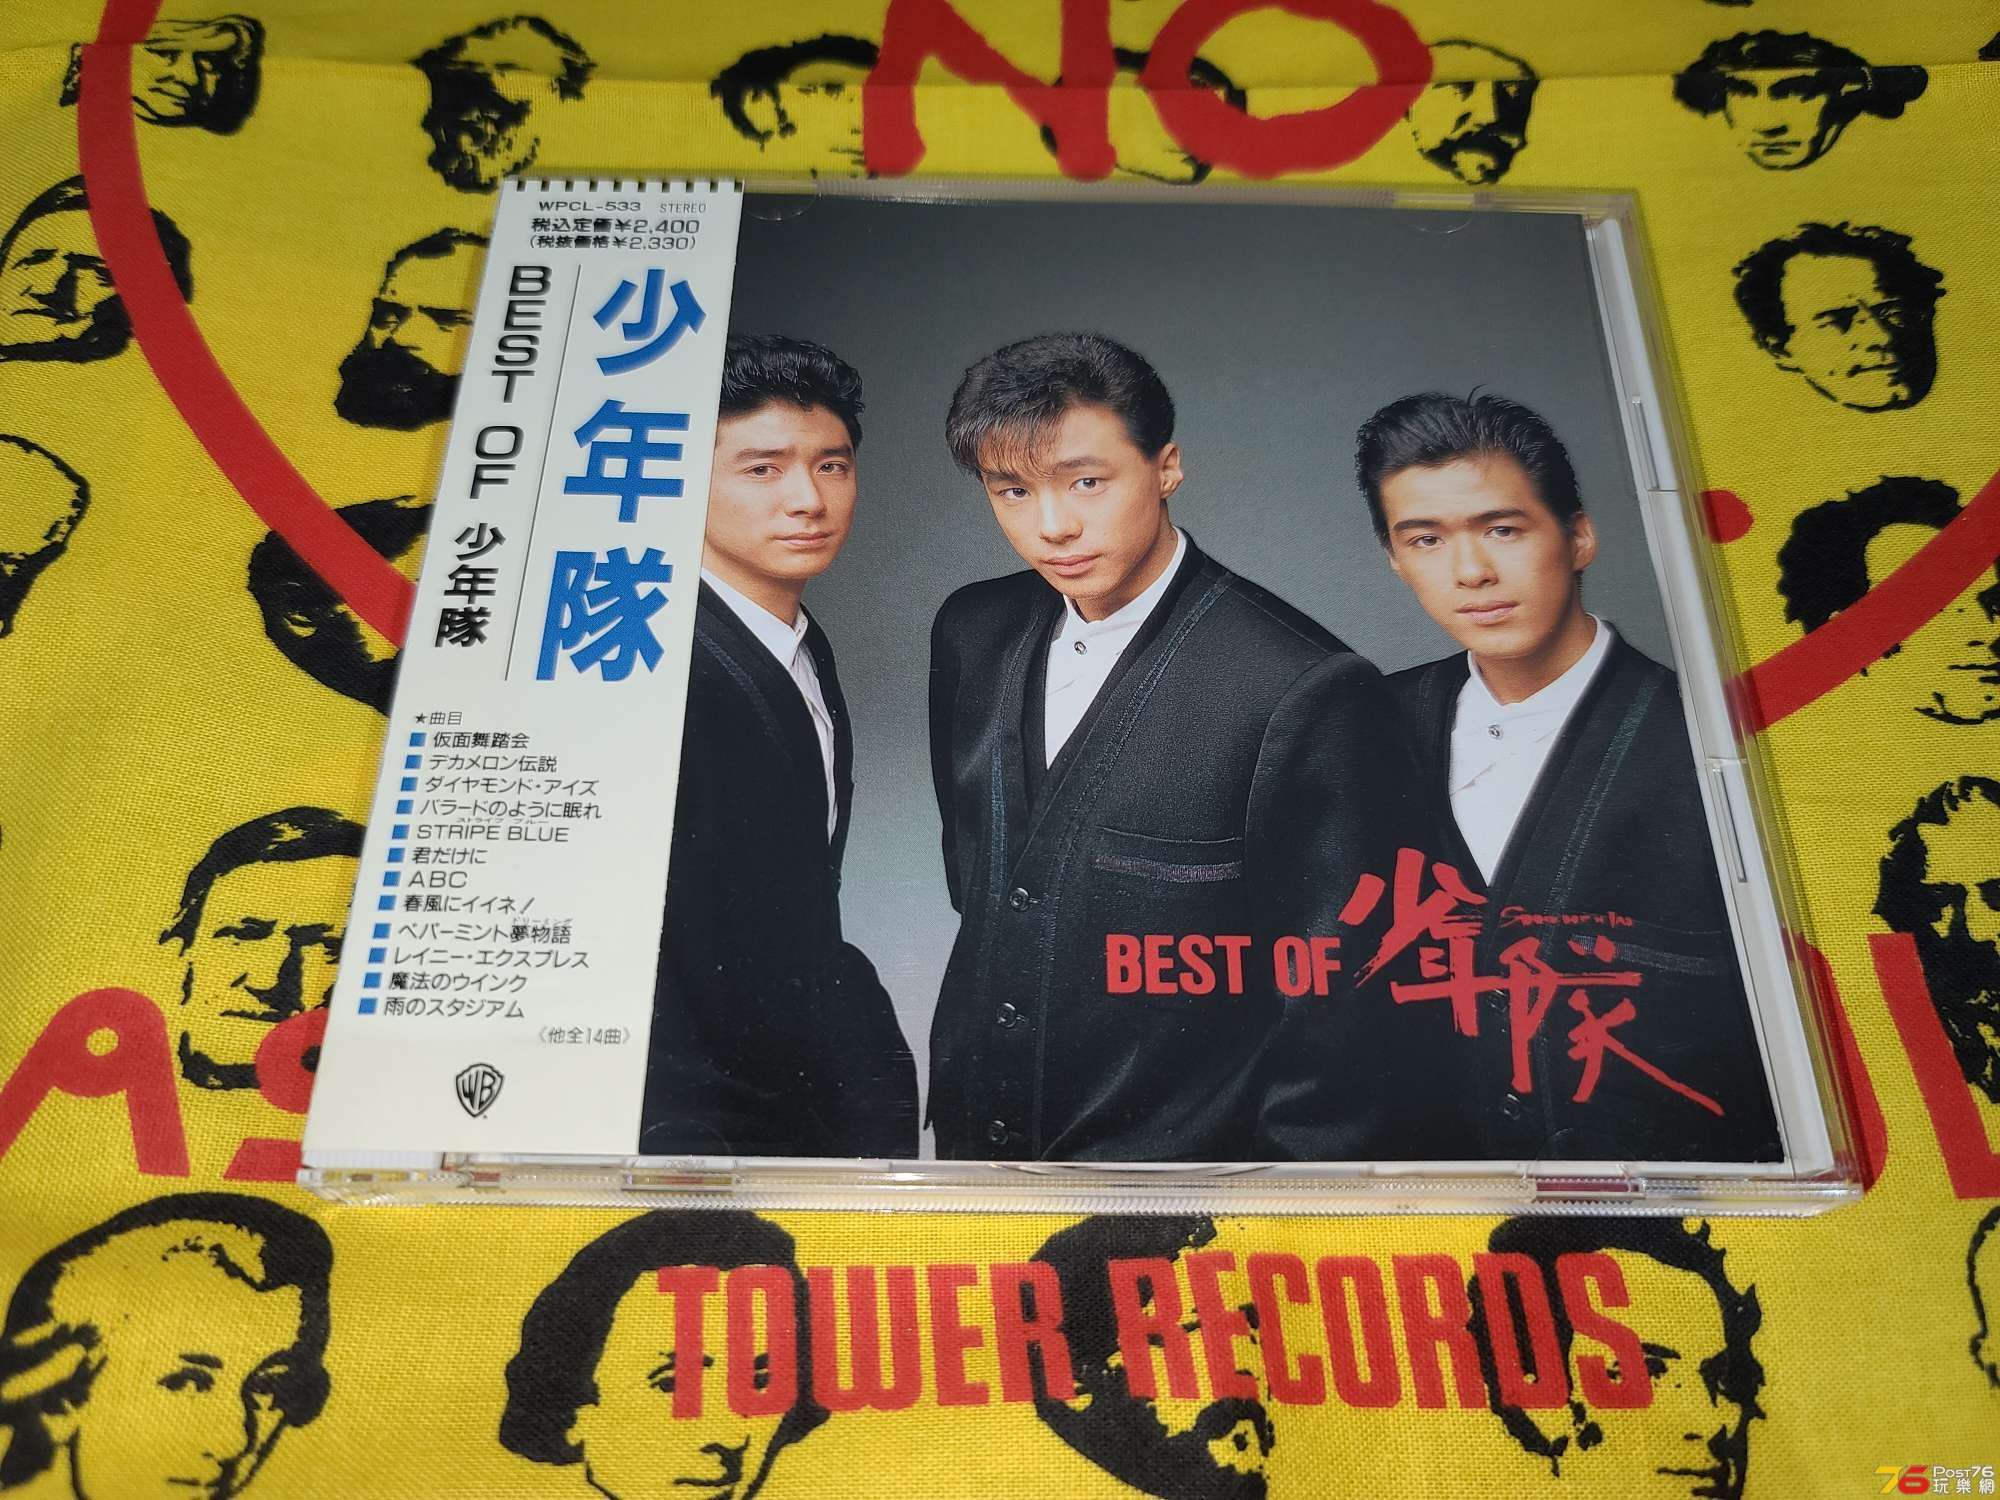 NO
WPCL-533 STEREO
税込定価¥2,400
(税抜価格¥2,330)
少年隊
BEST OF 少年隊
★曲目
■ 仮面舞踏会
■ デカメロン伝説
■ ダイヤモンド・アイズ
■ バラードのように眠れ
ストライプ ブルー
■ STRIPE BLUE
■ 君だけに
■ ABC
■ 春風にイイネ!
ドリーミング
■ ペパーミント夢物語
■ レイニー・エクスプレス
■ 魔法のウインク
■ 雨のスタジアム
〈他全14曲〉
WB
BEST OF 少年隊
TOWER RECORDS
76 POST76
玩樂網